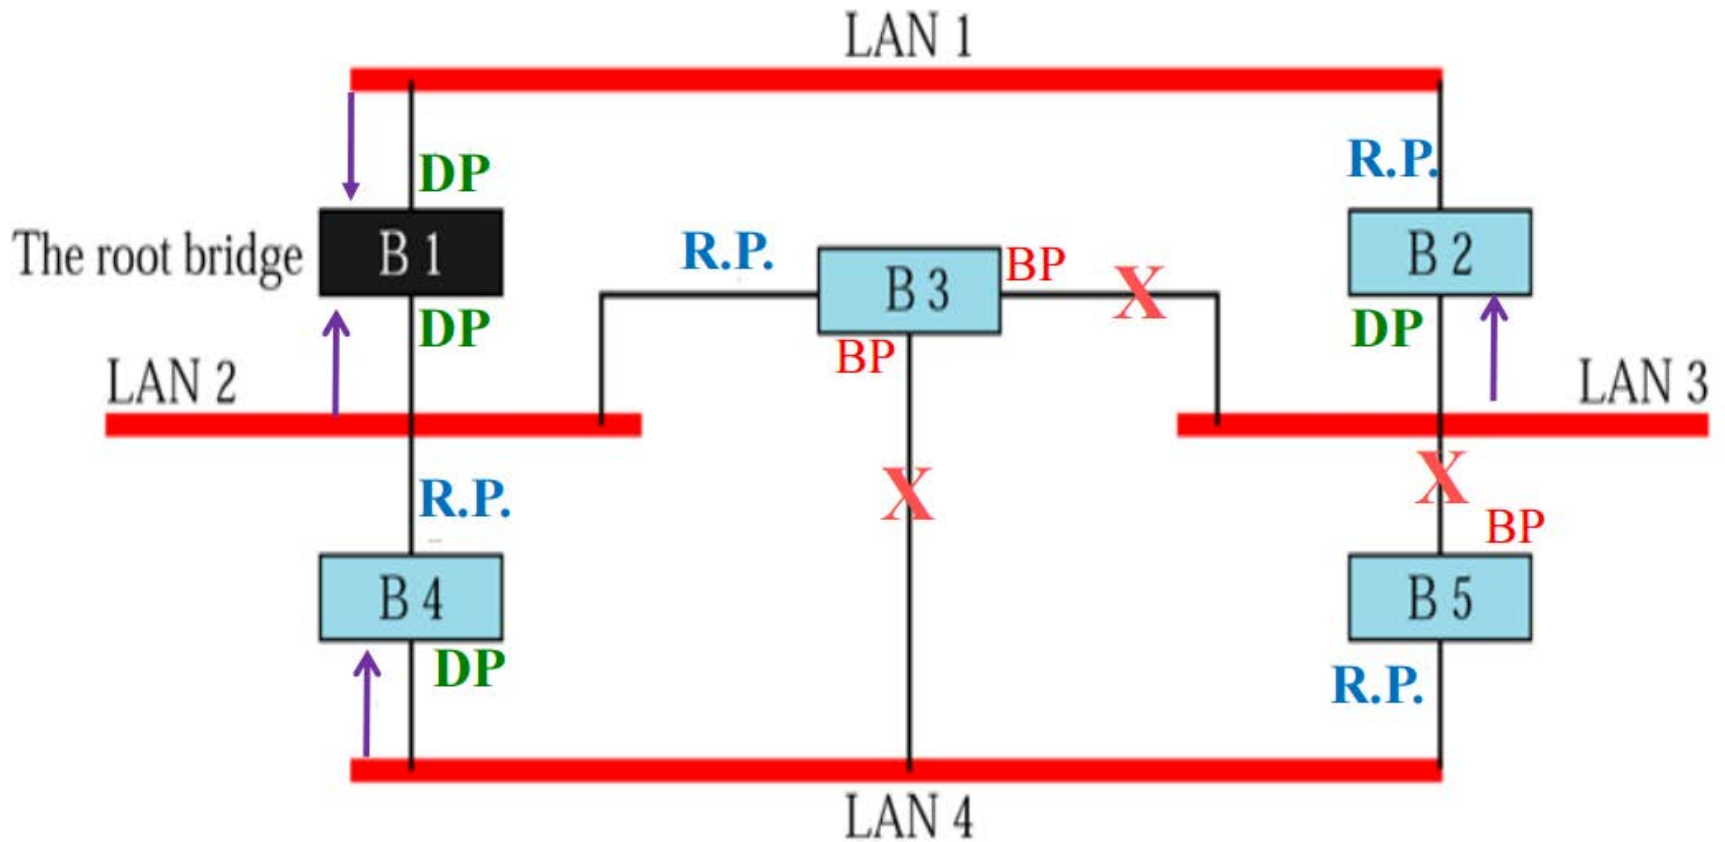 LAN 1
DP
R.P.
The root bridge
B 1
R.P.
B 3
BP
X
B 2
DP
BP
DP
LAN 2
LAN 3
R.P.
X
X
BP
B 4
B 5
DP
R.P.
LAN 4